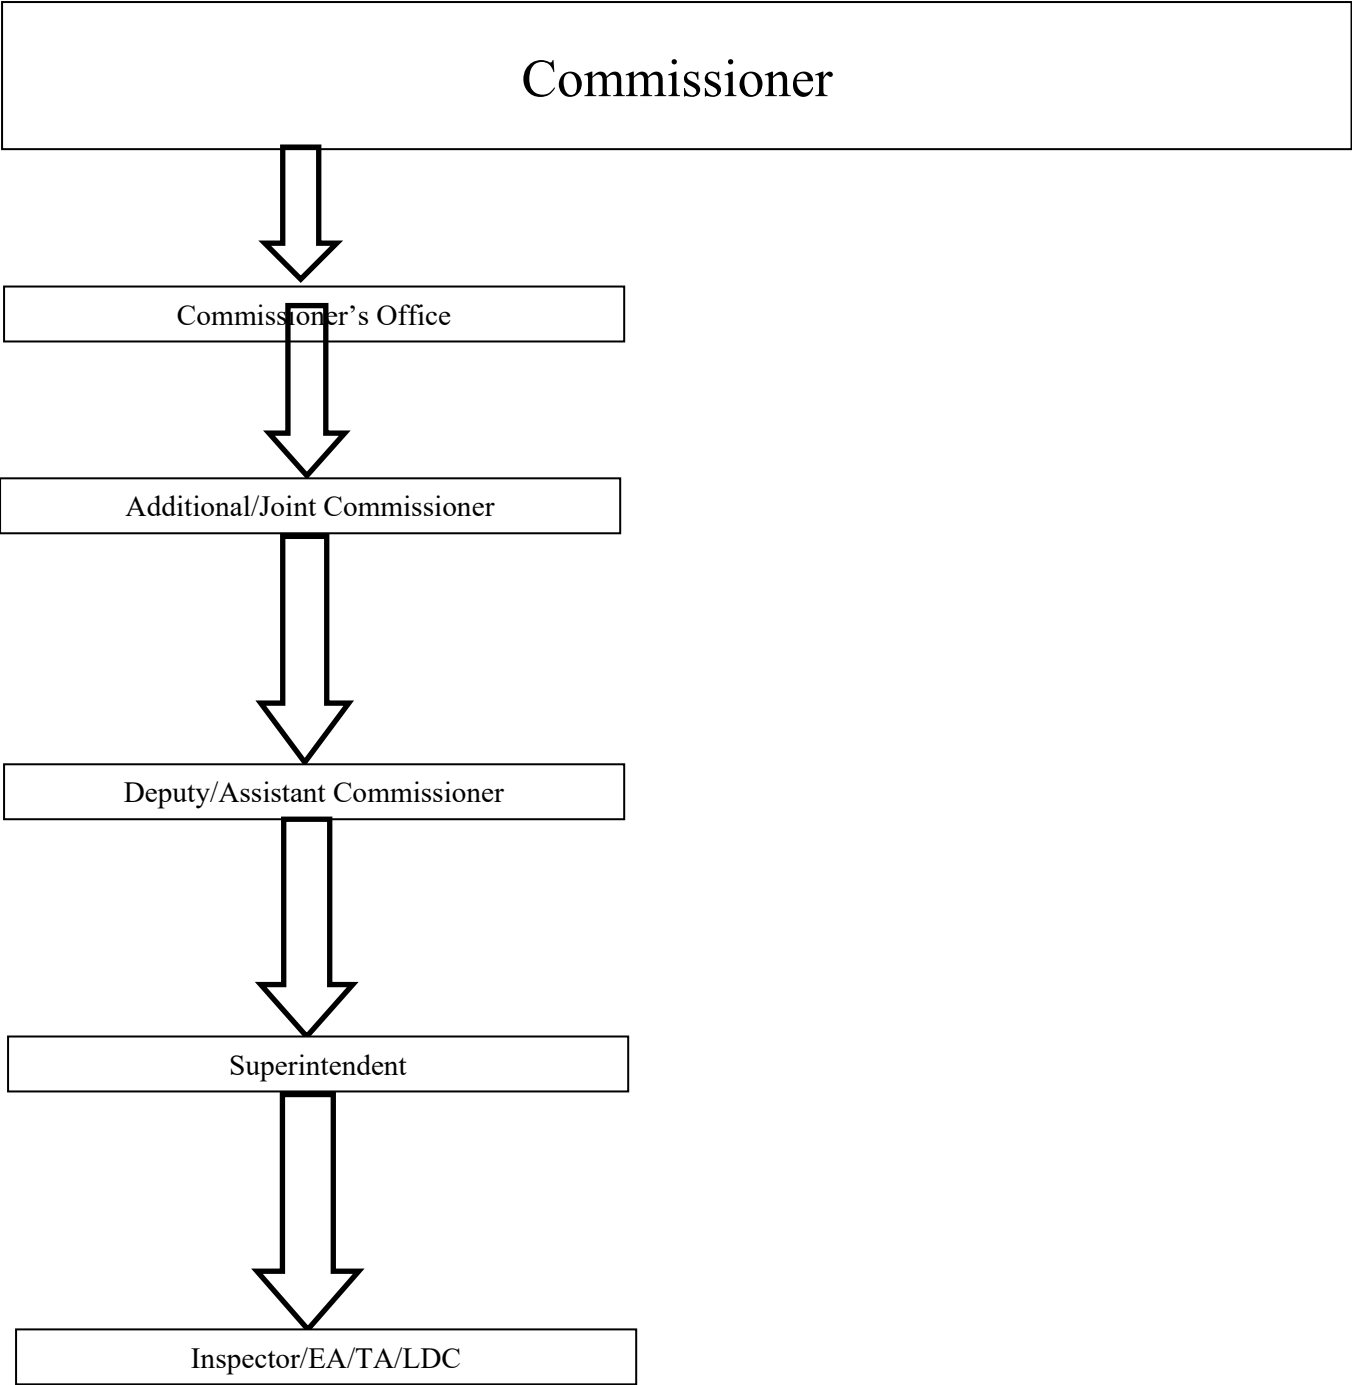 Commissioner
Commissioner’s Office
Additional/Joint Commissioner
Deputy/Assistant Commissioner
Superintendent
Inspector/EA/TA/LDC